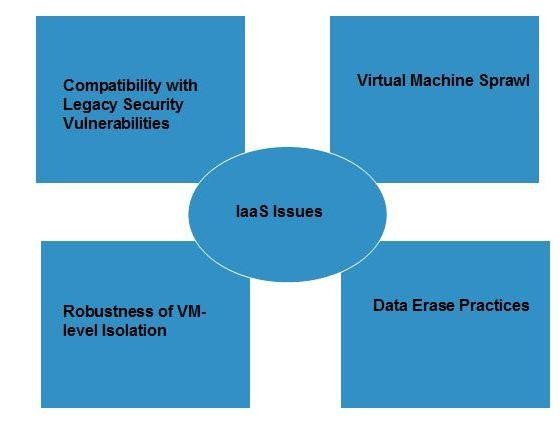 Compatibility with
Legacy Security
Vulnerabilities
Virtual Machine Sprawl
IaaS Issues
Robustness of VM-
level Isolation
Data Erase Practices